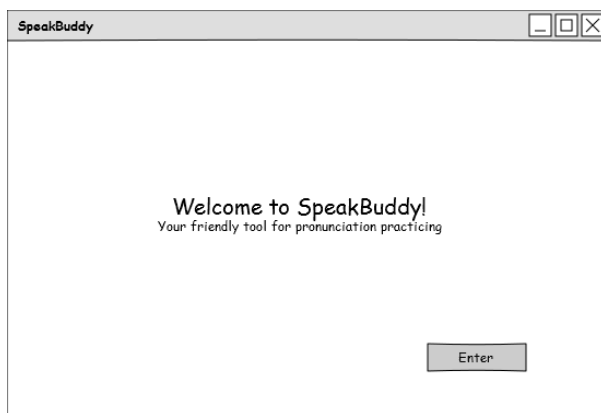 SpeakBuddy
Welcome to SpeakBuddy!
Your friendly tool for pronunciation practicing
Enter